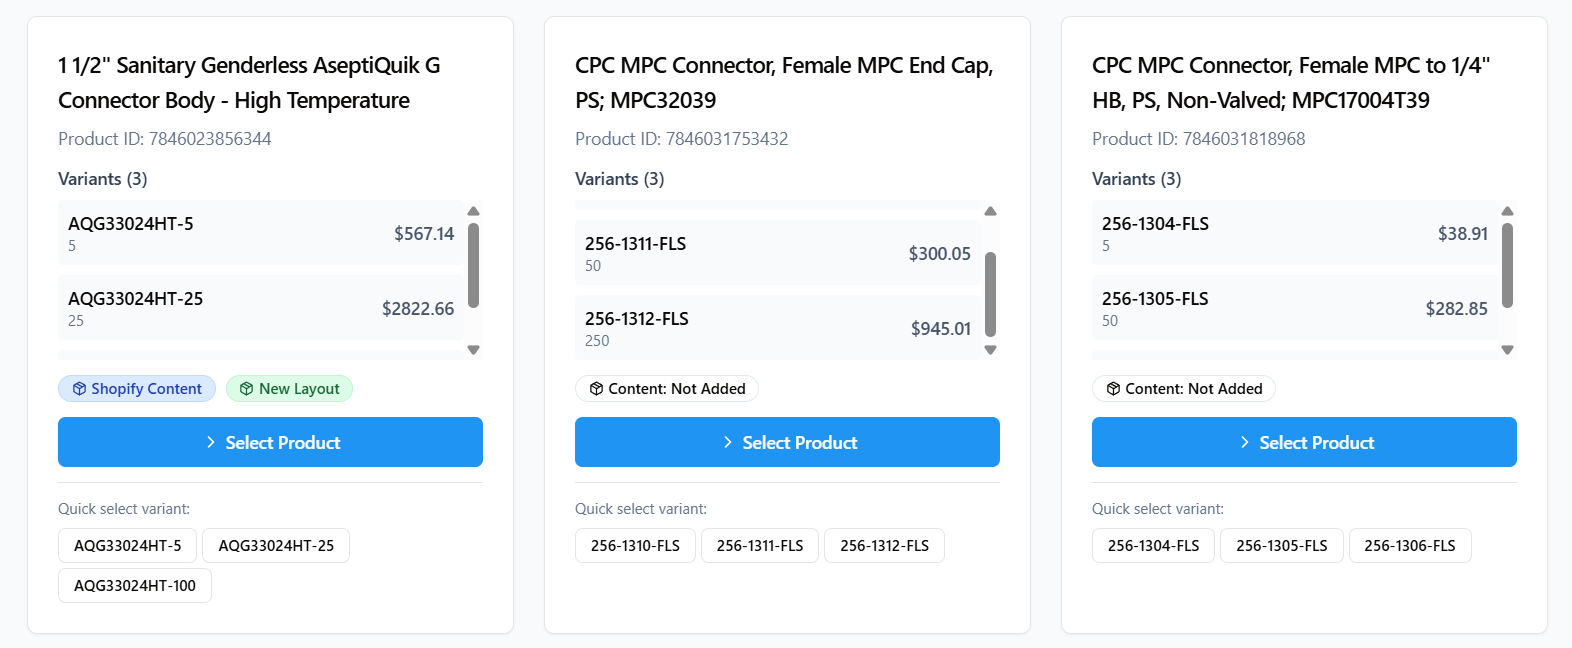 1 1/2" Sanitary Genderless AseptiQuik G
Connector Body - High Temperature
Product ID: 7846023856344
Variants (3)
AQG33024HT-5
5
$567.14
AQG33024HT-25
25
$2822.66
Shopify Content
New Layout
Select Product
Quick select variant:
AQG33024HT-5
AQG33024HT-25
AQG33024HT-100
CPC MPC Connector, Female MPC End Cap,
PS; MPC32039
Product ID: 7846031753432
Variants (3)
256-1311-FLS
50
$300.05
256-1312-FLS
250
$945.01
Content: Not Added
Select Product
Quick select variant:
256-1310-FLS
256-1311-FLS
256-1312-FLS
CPC MPC Connector, Female MPC to 1/4"
HB, PS, Non-Valved; MPC17004T39
Product ID: 7846031818968
Variants (3)
256-1304-FLS
5
$38.91
256-1305-FLS
50
$282.85
Content: Not Added
Select Product
Quick select variant:
256-1304-FLS
256-1305-FLS
256-1306-FLS